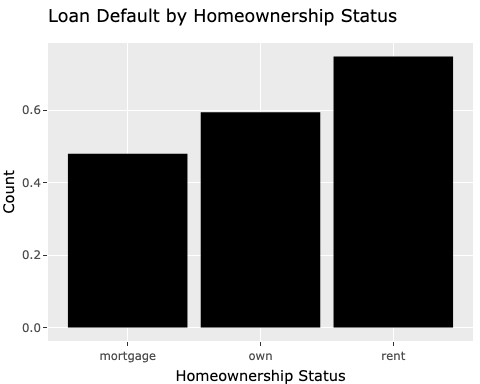 Loan Default by Homeownership Status
Count
0.6
0.4
0.2
0.0
mortgage own rent
Homeownership Status